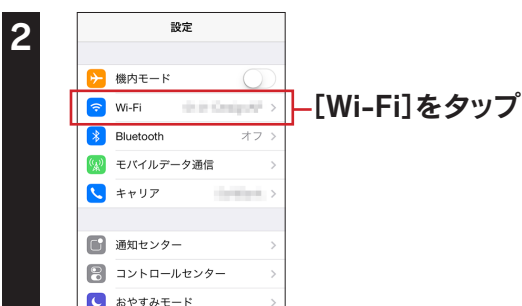 2
設定
機内モード
Wi-Fi
[Wi-Fi]をタップ
Bluetooth オフ
モバイルデータ通信
キャリア
通知センター
コントロールセンター
おやすみモード